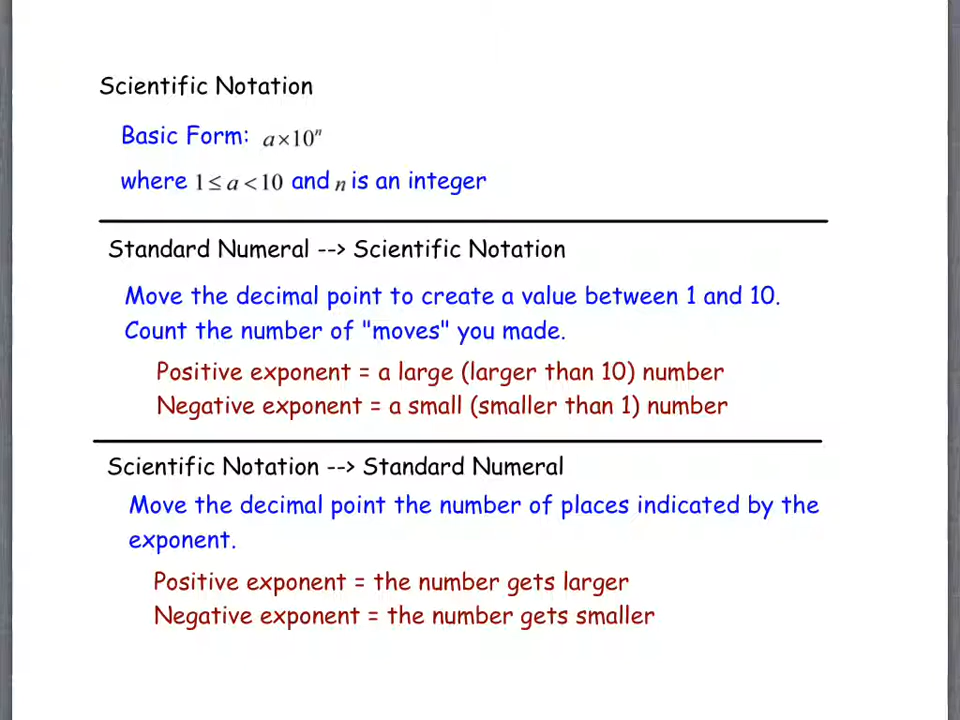 Scientific Notation
Basic Form: a×10ⁿ
where 1 ≤ a < 10 and n is an integer
Standard Numeral --> Scientific Notation
Move the decimal point to create a value between 1 and 10.
Count the number of "moves" you made.
Positive exponent = a large (larger than 10) number
Negative exponent = a small (smaller than 1) number
Scientific Notation --> Standard Numeral
Move the decimal point the number of places indicated by the
exponent.
Positive exponent = the number gets larger
Negative exponent = the number gets smaller